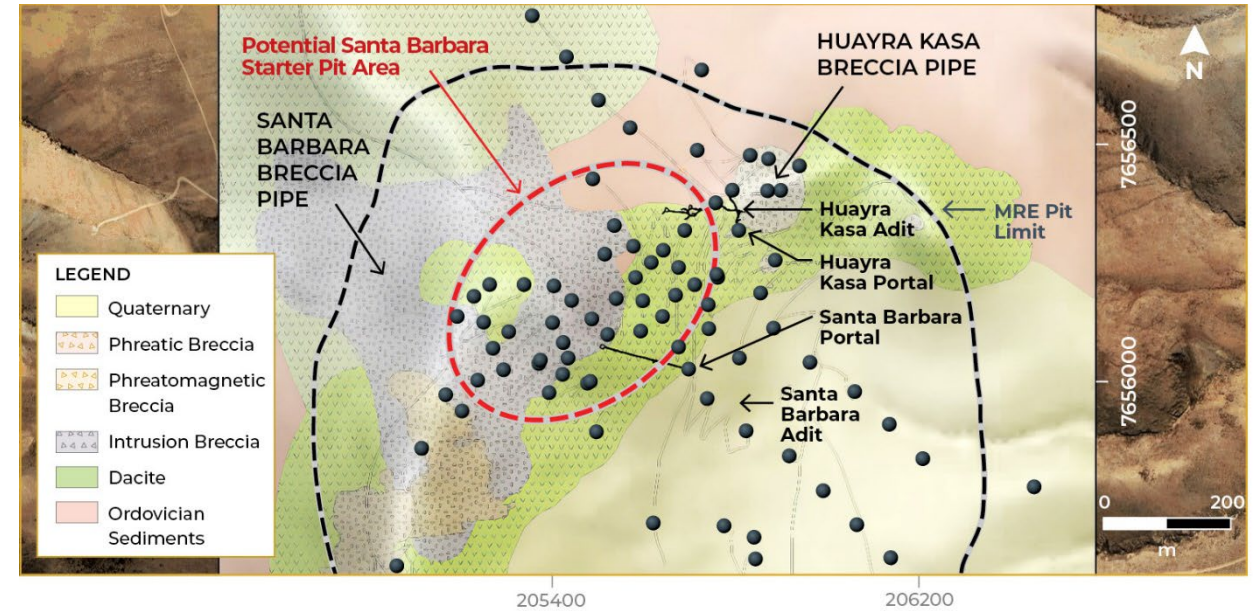 Potential Santa Barbara
Starter Pit Area
HUAYRA KASA
BRECCIA PIPE
N
SANTA
BARBARA
BRECCIA
PIPE
7656500
Huayra
Kasa Adit
MRE Pit
Limit
Huayra
Kasa Portal
Santa Barbara
Portal
7656000
Santa
Barbara
Adit
LEGEND
Quaternary
Phreatic Breccia
Phreatomagnetic
Breccia
Intrusion Breccia
Dacite
Ordovician
Sediments
0 200
m
205400 206200